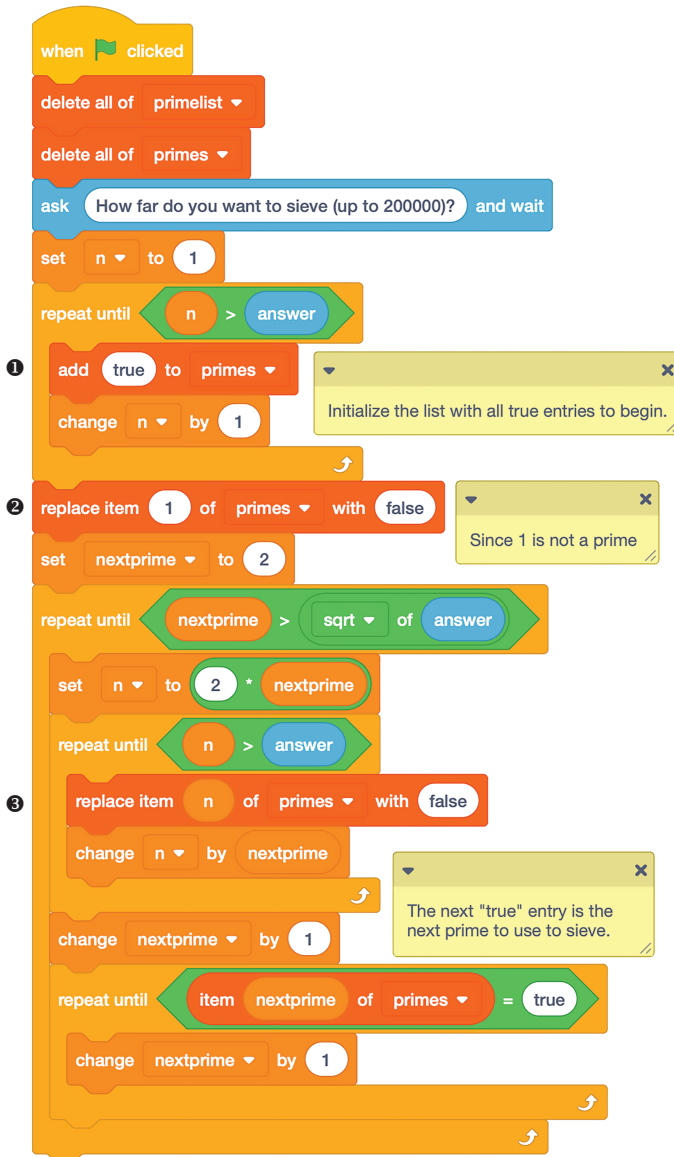 when clicked
delete all of primelist
delete all of primes
ask How far do you want to sieve (up to 200000)? and wait
set n to 1
repeat until n > answer
❶ add true to primes
Initialize the list with all true entries to begin.
change n by 1
❷ replace item 1 of primes with false
Since 1 is not a prime
set nextprime to 2
repeat until nextprime > sqrt of answer
set n to 2 * nextprime
repeat until n > answer
❸ replace item n of primes with false
change n by nextprime
The next "true" entry is the
next prime to use to sieve.
change nextprime by 1
repeat until item nextprime of primes = true
change nextprime by 1